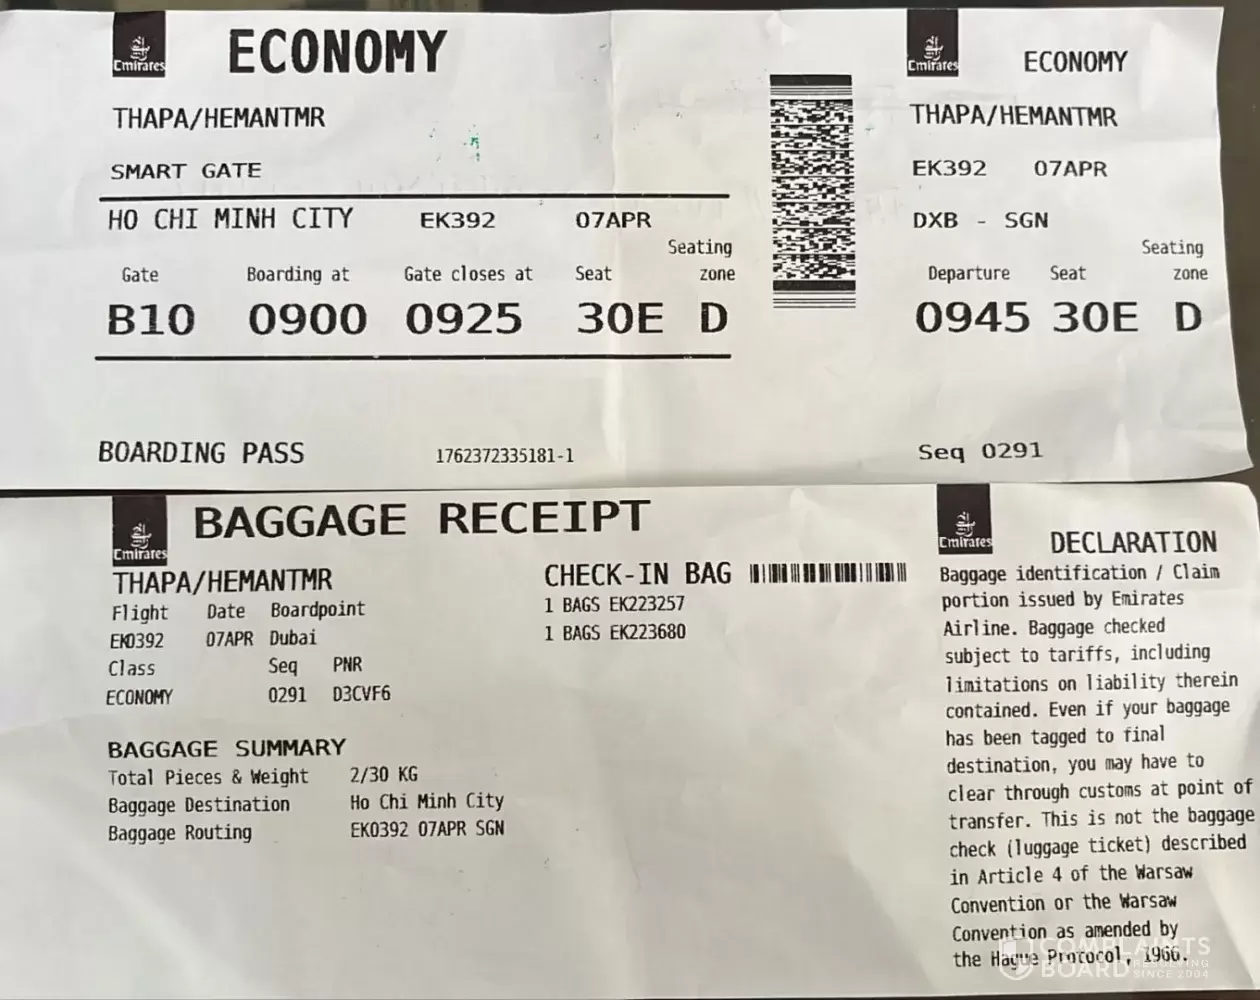 Emirates ECONOMY
THAPA/HEMANTMR
SMART GATE
HO CHI MINH CITY EK392 07APR
Gate Boarding at Gate closes at Seat Seating zone
B10 0900 0925 30E D
BOARDING PASS 1762372335181-1
Emirates ECONOMY
THAPA/HEMANTMR
EK392 07APR
DXB - SGN
Departure Seat Seating zone
0945 30E D
Seq 0291
Emirates BAGGAGE RECEIPT
THAPA/HEMANTMR
Flight Date Boardpoint
EK0392 07APR Dubai
Class Seq PNR
ECONOMY 0291 D3CVF6
CHECK-IN BAG
1 BAGS EK223257
1 BAGS EK223680
BAGGAGE SUMMARY
Total Pieces & Weight 2/30 KG
Baggage Destination Ho Chi Minh City
Baggage Routing EK0392 07APR SGN
Emirates DECLARATION
Baggage identification / Claim
portion issued by Emirates
Airline. Baggage checked
subject to tariffs, including
limitations on liability therein
contained. Even if your baggage
has been tagged to final
destination, you may have to
clear through customs at point of
transfer. This is not the baggage
check (luggage ticket) described
in Article 4 of the Warsaw
Convention or the Warsaw
Convention as amended by
the Hague Protocol, 1966.
COMPLAINTS
BOARD RESOLVING
SINCE 2004